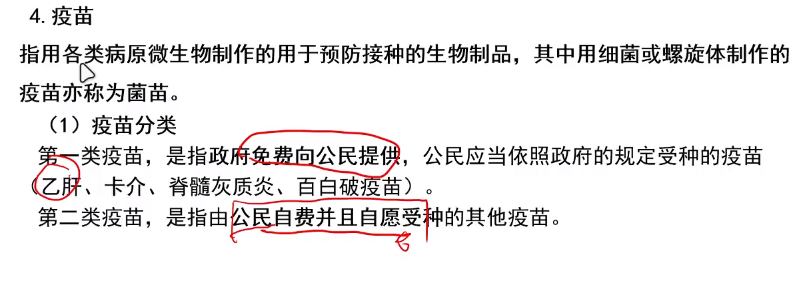 4. 疫苗
指用各类病原微生物制作的用于预防接种的生物制品，其中用细菌或螺旋体制作的
疫苗亦称为菌苗。
（1）疫苗分类
第一类疫苗，是指政府免费向公民提供，公民应当依照政府的规定受种的疫苗
（乙肝、卡介、脊髓灰质炎、百白破疫苗）。
第二类疫苗，是指由公民自费并且自愿受种的其他疫苗。